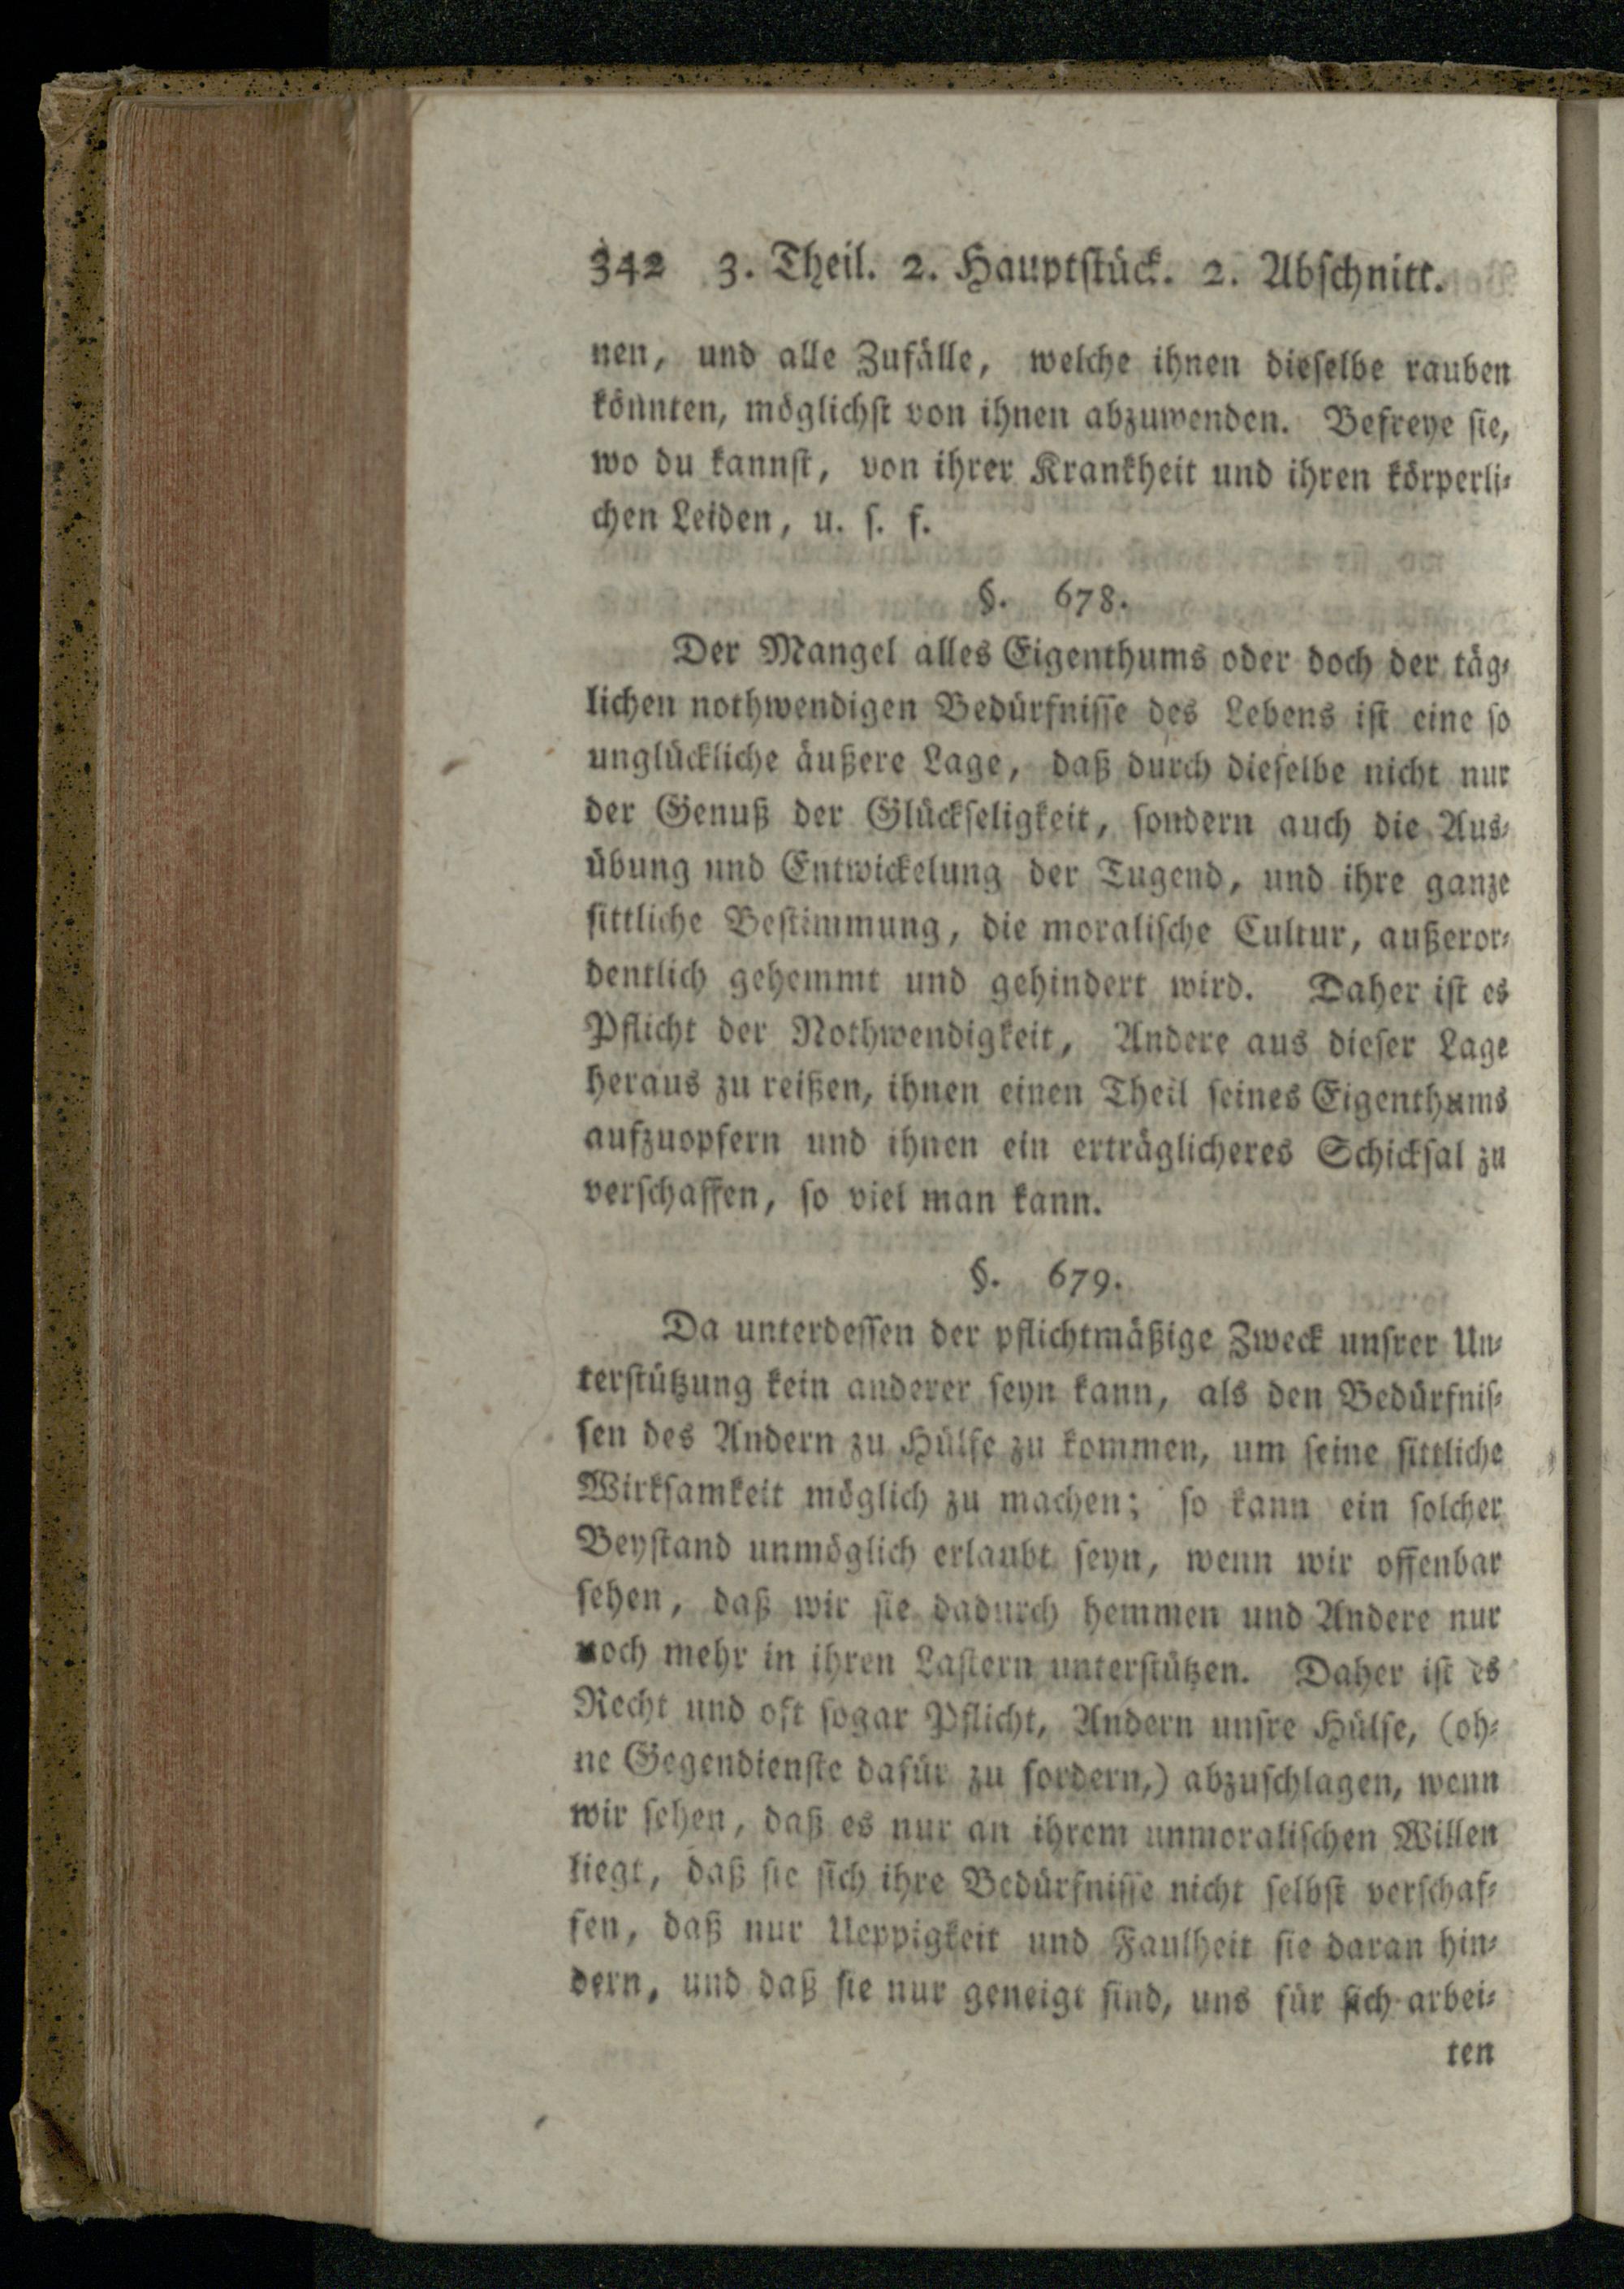 342 3. Theil. 2. Hauptstück. 2. Abschnitt.
nen, und alle Zufälle, welche ihnen dieselbe rauben
könnten, möglichst von ihnen abzuwenden. Befreye sie,
wo du kannst, von ihrer Krankheit und ihren körperli-
chen Leiden, u. s. f.
§. 678.
Der Mangel alles Eigenthums oder doch der täg-
lichen nothwendigen Bedürfnisse des Lebens ist eine so
unglückliche äußere Lage, daß durch dieselbe nicht nur
der Genuß der Glückseligkeit, sondern auch die Aus-
übung und Entwickelung der Tugend, und ihre ganze
sittliche Bestimmung, die moralische Cultur, außeror-
dentlich gehemmt und gehindert wird. Daher ist es
Pflicht der Nothwendigkeit, Andere aus dieser Lage
heraus zu reißen, ihnen einen Theil seines Eigenthums
aufzuopfern und ihnen ein erträglicheres Schicksal zu
verschaffen, so viel man kann.
§. 679.
Da unterdessen der pflichtmäßige Zweck unsrer Un-
terstützung kein anderer seyn kann, als den Bedürfnis-
sen des Andern zu Hülfe zu kommen, um seine sittliche
Wirksamkeit möglich zu machen; so kann ein solcher
Beystand unmöglich erlaubt seyn, wenn wir offenbar
sehen, daß wir sie dadurch hemmen und Andere nur
noch mehr in ihren Lastern unterstützen. Daher ist es
Recht und oft sogar Pflicht, Andern unsre Hülfe, (oh-
ne Gegendienste dafür zu fordern,) abzuschlagen, wenn
wir sehen, daß es nur an ihrem unmoralischen Willen
liegt, daß sie sich ihre Bedürfnisse nicht selbst verschaf-
fen, daß nur Ueppigkeit und Faulheit sie daran hin-
dern, und daß sie nur geneigt sind, uns für sich arbei-
ten